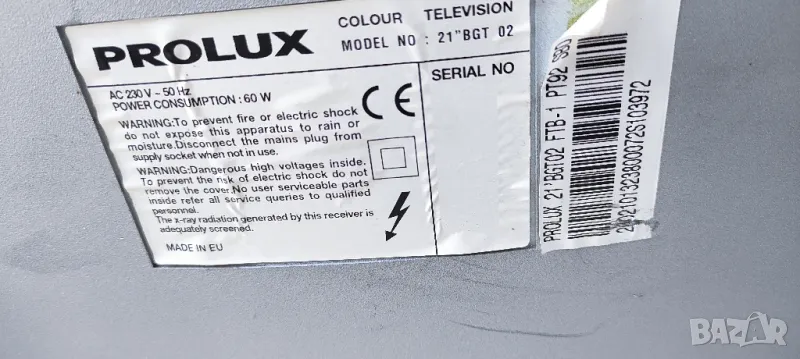 PROLUX
COLOUR TELEVISION
MODEL NO : 21"BGT 02
AC 230 V ~ 50 Hz
POWER CONSUMPTION : 60 W
WARNING:To prevent fire or electric shock
do not expose this apparatus to rain or
moisture.Disconnect the mains plug from
supply socket when not in use.
WARNING:Dangerous high voltages inside.
To prevent the risk of electric shock do not
remove the cover.No user serviceable parts
inside refer all service queries to qualified
personnel.
The x-ray radiation generated by this receiver is
adequately screened.
MADE IN EU
CE
SERIAL NO
PROLUX 21"BGT02 FTB-1 PT92
BAZAR
.bg